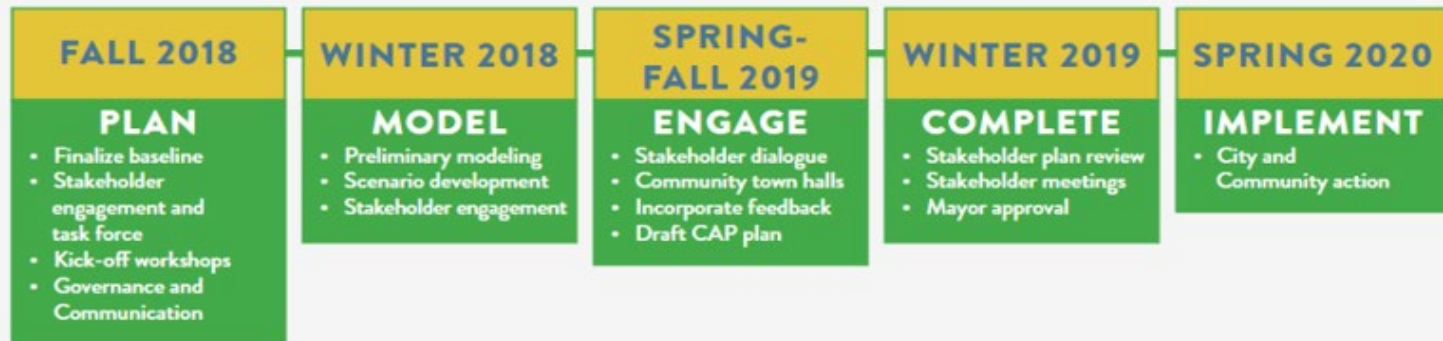 FALL 2018
PLAN
• Finalize baseline
• Stakeholder
engagement and
task force
• Kick-off workshops
• Governance and
Communication
WINTER 2018
MODEL
• Preliminary modeling
• Scenario development
• Stakeholder engagement
SPRING-
FALL 2019
ENGAGE
• Stakeholder dialogue
• Community town halls
• Incorporate feedback
• Draft CAP plan
WINTER 2019
COMPLETE
• Stakeholder plan review
• Stakeholder meetings
• Mayor approval
SPRING 2020
IMPLEMENT
• City and
Community action